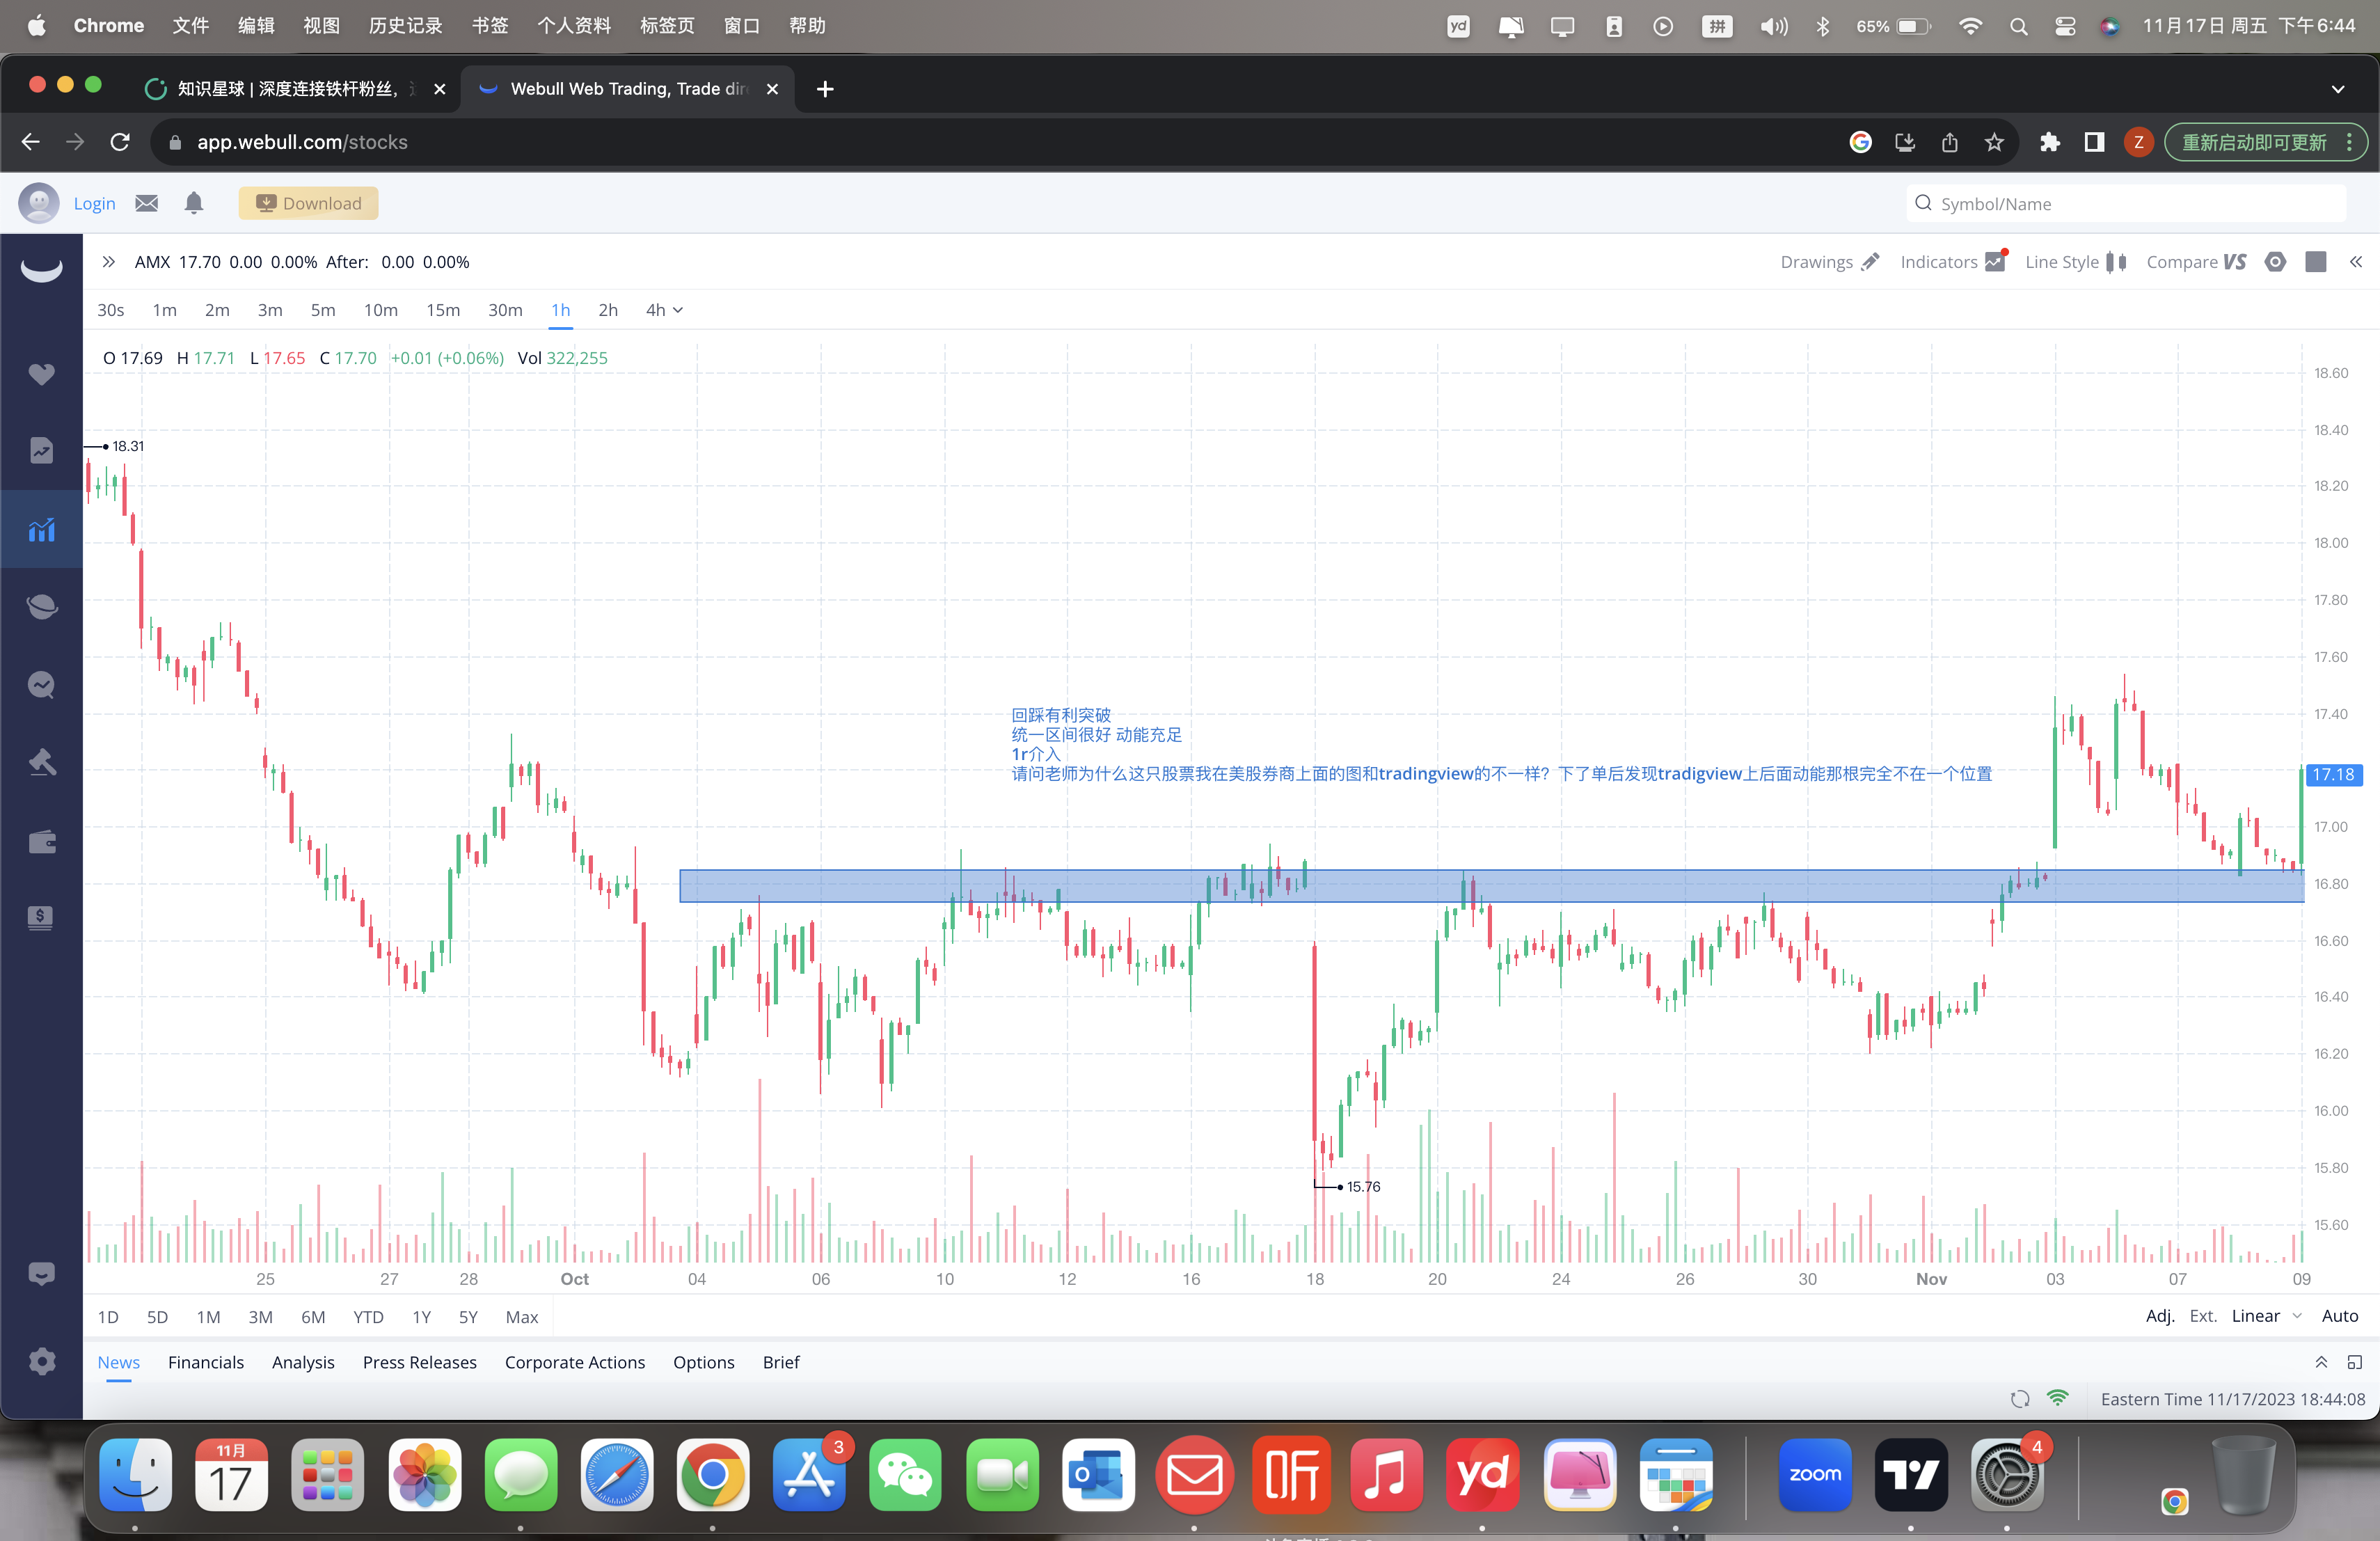 Chrome 文件 编辑 视图 历史记录 书签 个人资料 标签页 窗口 帮助 yd 拼 65% 11月17日 周五 下午6:44
知识星球 | 深度连接铁杆粉丝, Webull Web Trading, Trade dir
app.webull.com/stocks Z 重新启动即可更新
Login Download Symbol/Name
AMX 17.70 0.00 0.00% After: 0.00 0.00% Drawings Indicators Line Style Compare VS
30s 1m 2m 3m 5m 10m 15m 30m 1h 2h 4h
O 17.69 H 17.71 L 17.65 C 17.70 +0.01 (+0.06%) Vol 322,255
18.60
18.40
18.31
18.20
18.00
17.80
17.60
17.40
回踩有利突破
统一区间很好 动能充足
1r介入
请问老师为什么这只股票我在美股券商上面的图和tradingview的不一样？下了单后发现tradigview上后面动能那根完全不在一个位置
17.18
17.00
16.80
16.60
16.40
16.20
16.00
15.80
15.76
15.60
25 27 28 Oct 04 06 10 12 16 18 20 24 26 30 Nov 03 07 09
1D 5D 1M 3M 6M YTD 1Y 5Y Max Adj. Ext. Linear Auto
News Financials Analysis Press Releases Corporate Actions Options Brief
Eastern Time 11/17/2023 18:44:08
11月
17
3
听
yd
zoom
4